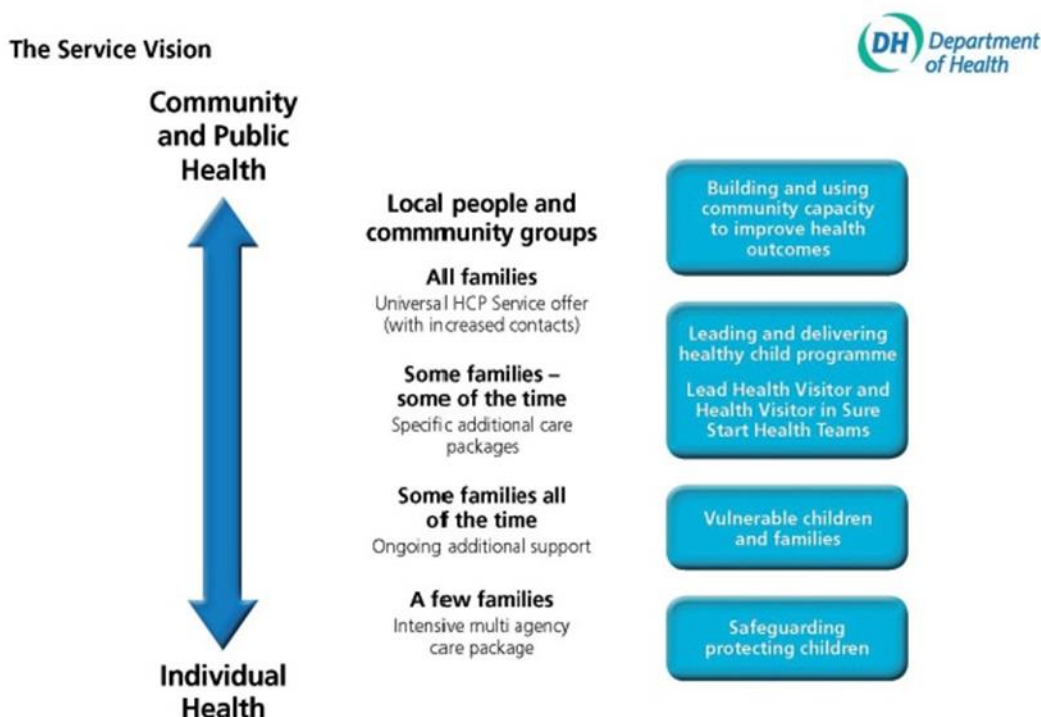 The Service Vision
DH Department
of Health
Community
and Public
Health
Local people and
commmunity groups
All families
Universal HCP Service offer
(with increased contacts)
Some families –
some of the time
Specific additional care
packages
Some families all
of the time
Ongoing additional support
A few families
Intensive multi agency
care package
Individual
Health
Building and using
community capacity
to improve health
outcomes
Leading and delivering
healthy child programme
Lead Health Visitor and
Health Visitor in Sure
Start Health Teams
Vulnerable children
and families
Safeguarding
protecting children